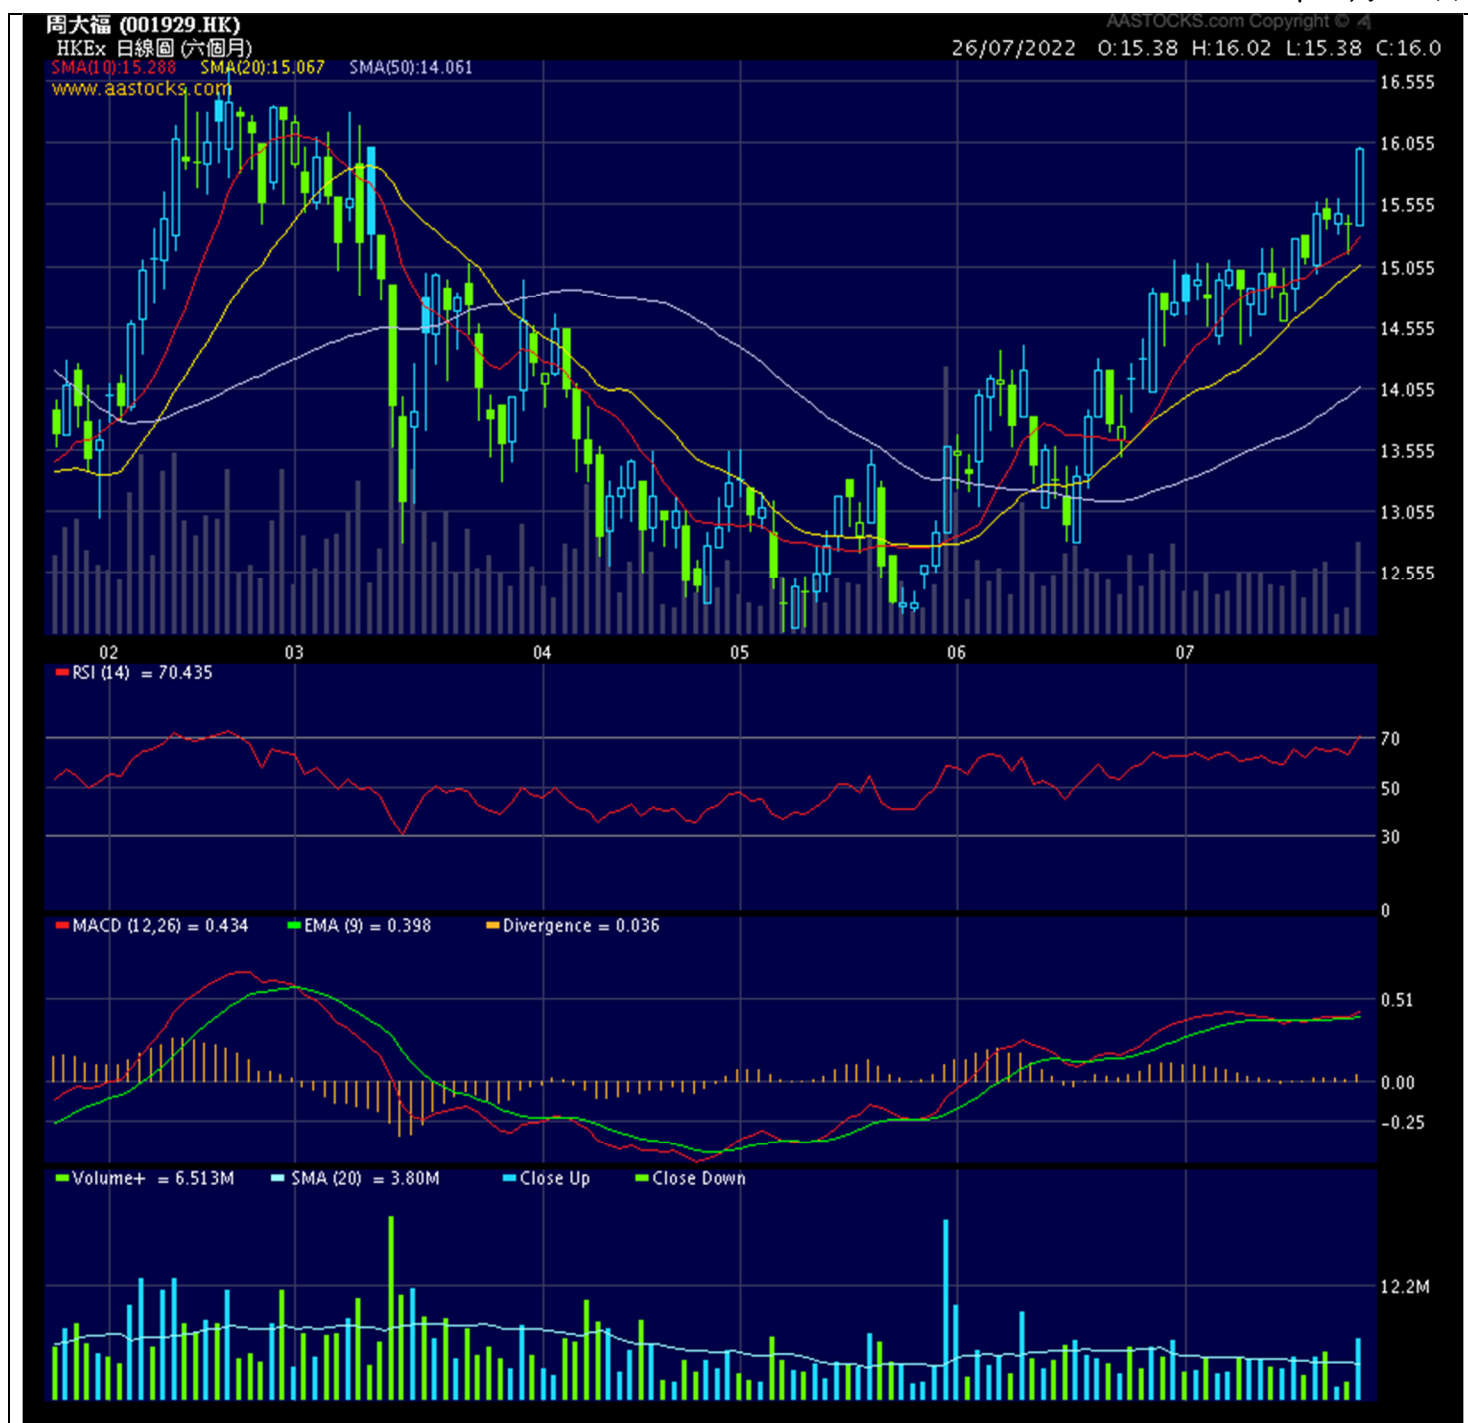 AASTOCKS.com Copyright ©
周大福 (001929.HK)
HKEx 日線圖 (六個月)
26/07/2022 O:15.38 H:16.02 L:15.38 C:16.0
SMA(10):15.288 SMA(20):15.067 SMA(50):14.061
www.aastocks.com
16.555
16.055
15.555
15.055
14.555
14.055
13.555
13.055
12.555
02 03 04 05 06 07
RSI (14) = 70.435
70
50
30
0
MACD (12,26) = 0.434 EMA (9) = 0.398 Divergence = 0.036
0.51
0.00
-0.25
Volume+ = 6.513M SMA (20) = 3.80M Close Up Close Down
12.2M